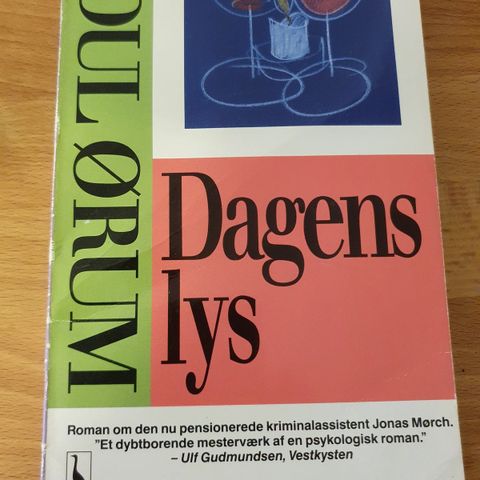 OUL ØRUM
Dagens
lys
Roman om den nu pensionerede kriminalassistent Jonas Mørch.
"Et dybtborende mesterværk af en psykologisk roman."
– Ulf Gudmundsen, Vestkysten